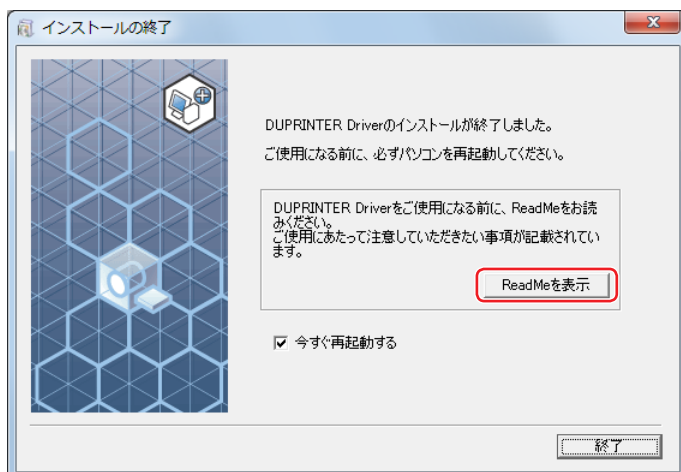 インストールの終了
DUPRINTER Driverのインストールが終了しました。
ご使用になる前に、必ずパソコンを再起動してください。
DUPRINTER Driverをご使用になる前に、ReadMeをお読
みください。
ご使用にあたって注意していただきたい事項が記載されてい
ます。
ReadMeを表示
今すぐ再起動する
終了